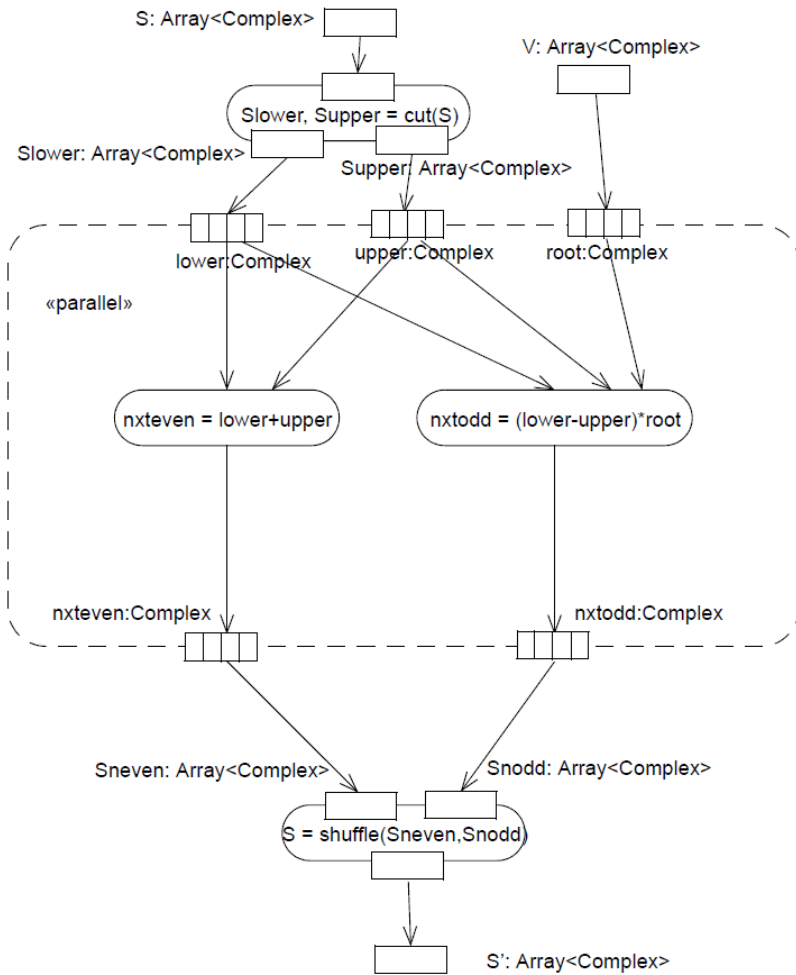 S: Array<Complex>
V: Array<Complex>
Slower, Supper = cut(S)
Slower: Array<Complex>
Supper: Array<Complex>
lower:Complex
upper:Complex
root:Complex
«parallel»
nxteven = lower+upper
nxtodd = (lower-upper)*root
nxteven:Complex
nxtodd:Complex
Sneven: Array<Complex>
Snodd: Array<Complex>
S = shuffle(Sneven,Snodd)
S': Array<Complex>